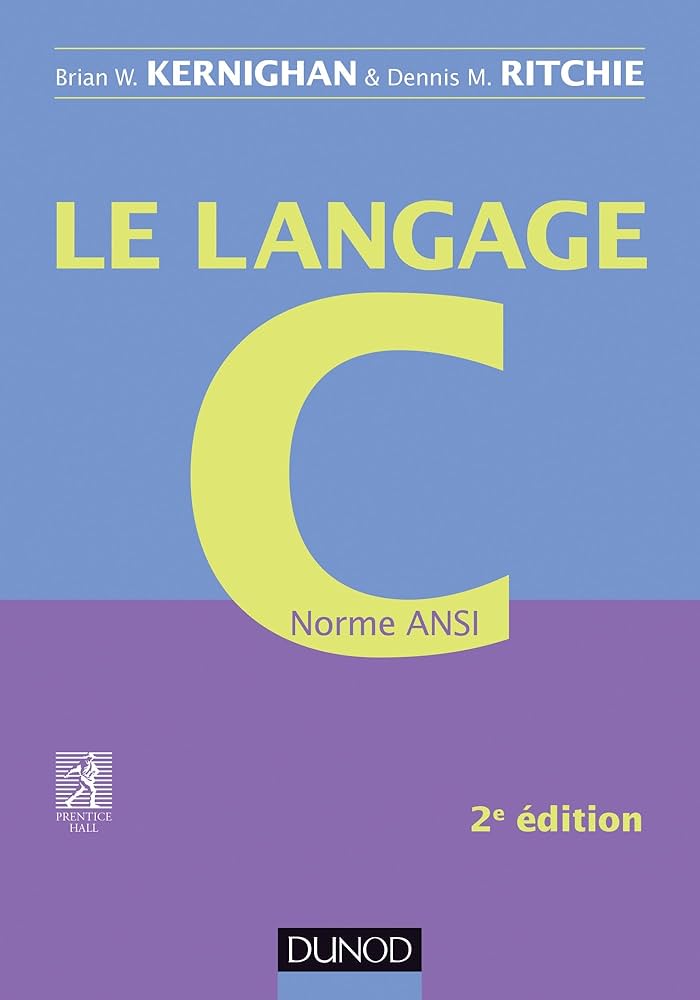 Brian W. KERNIGHAN & Dennis M. RITCHIE
LE LANGAGE
C
Norme ANSI
2e édition
PRENTICE
HALL
DUNOD